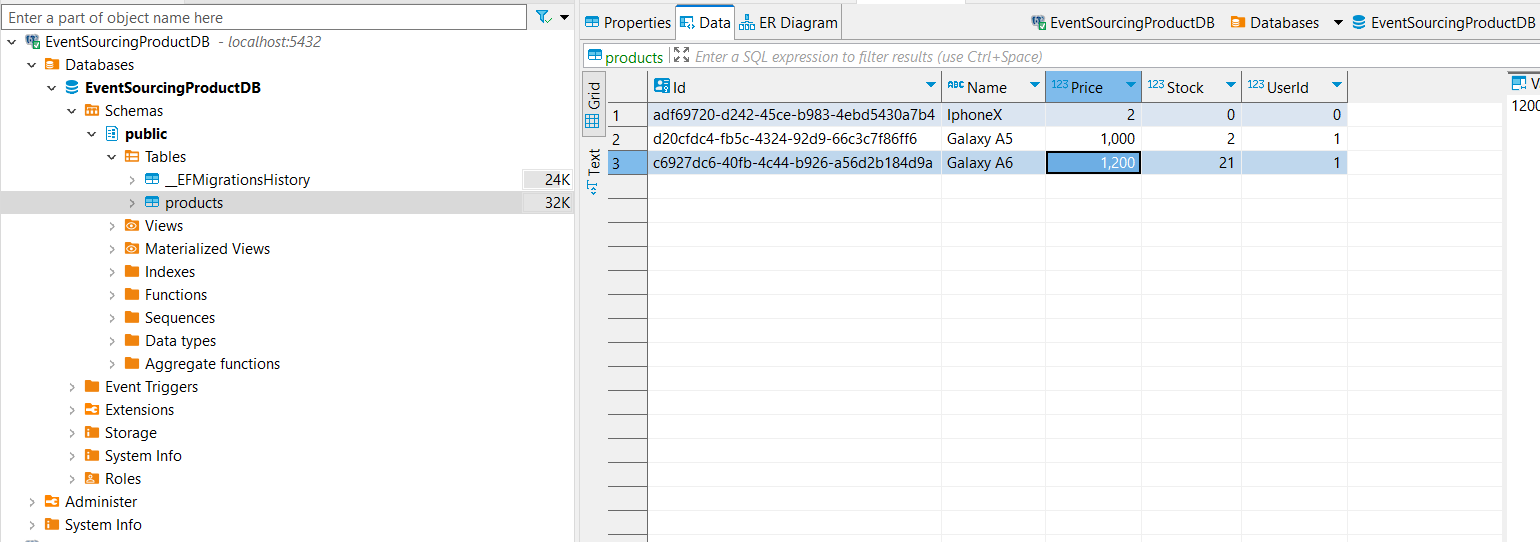 Enter a part of object name here
EventSourcingProductDB - localhost:5432
Databases
EventSourcingProductDB
Schemas
public
Tables
__EFMigrationsHistory 24K
products 32K
Views
Materialized Views
Indexes
Functions
Sequences
Data types
Aggregate functions
Event Triggers
Extensions
Storage
System Info
Roles
Administer
System Info
Properties Data ER Diagram EventSourcingProductDB Databases EventSourcingProductDB
products Enter a SQL expression to filter results (use Ctrl+Space)
Grid
Text
Id ABC Name 123 Price 123 Stock 123 UserId
1 adf69720-d242-45ce-b983-4ebd5430a7b4 IphoneX 2 0 0
2 d20cfdc4-fb5c-4324-92d9-66c3c7f86ff6 Galaxy A5 1,000 2 1
3 c6927dc6-40fb-4c44-b926-a56d2b184d9a Galaxy A6 1,200 21 1
V
1200